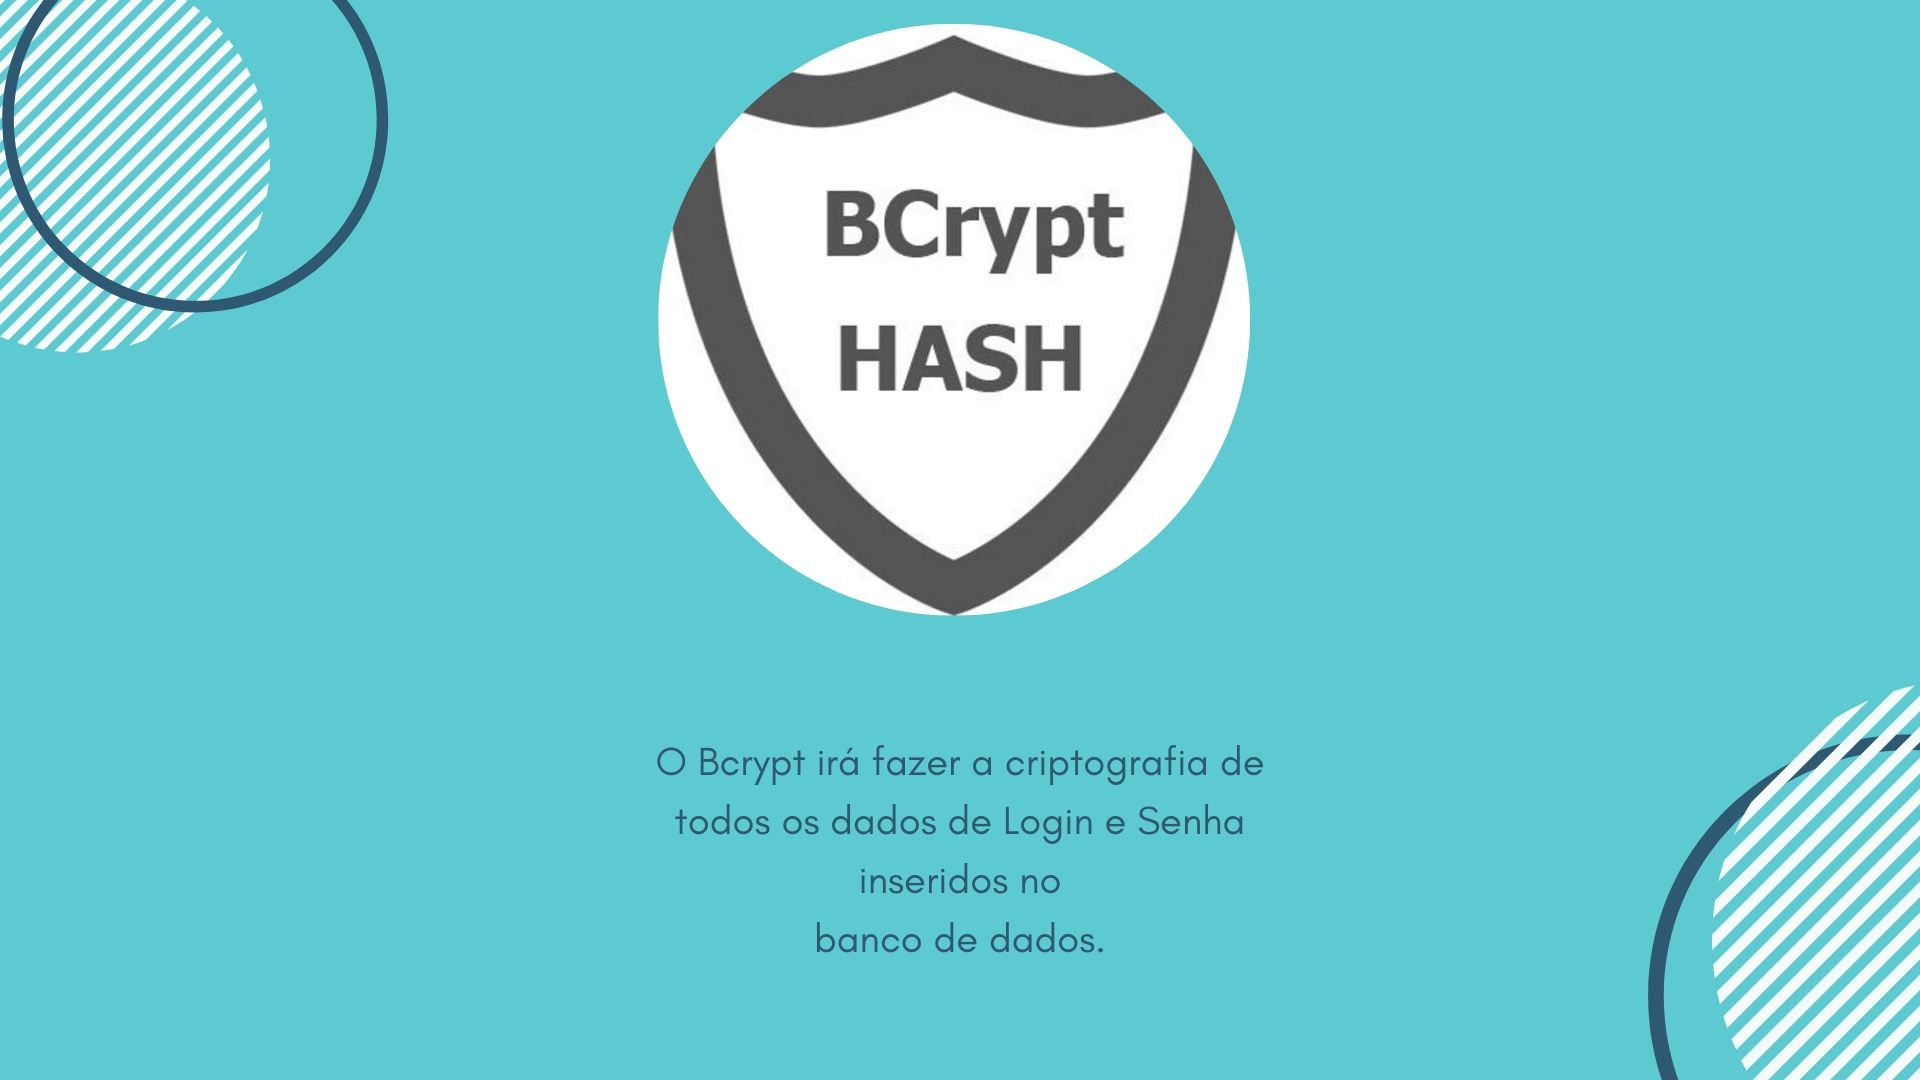 BCrypt
HASH
O Bcrypt irá fazer a criptografia de
todos os dados de Login e Senha
inseridos no
banco de dados.